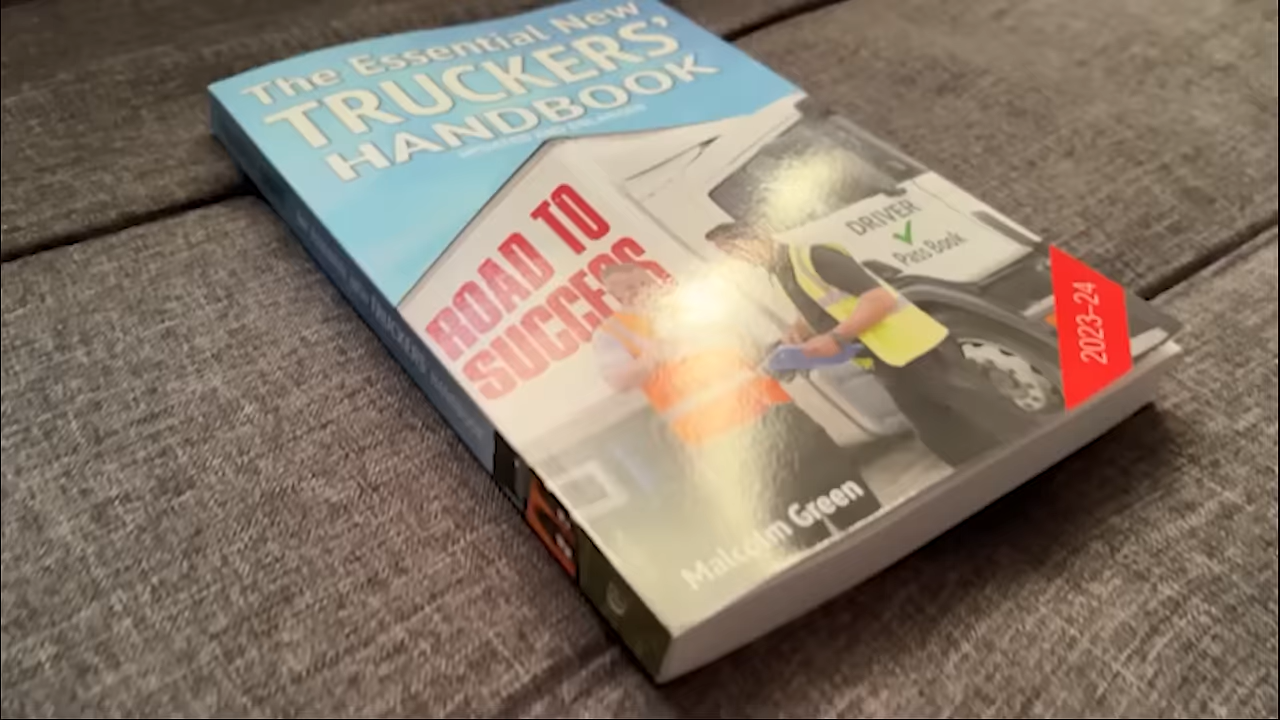 The Essential New
TRUCKERS'
HANDBOOK
ROAD TO
SUCCESS
DRIVER
Pass Book
2023-24
Malcolm Green